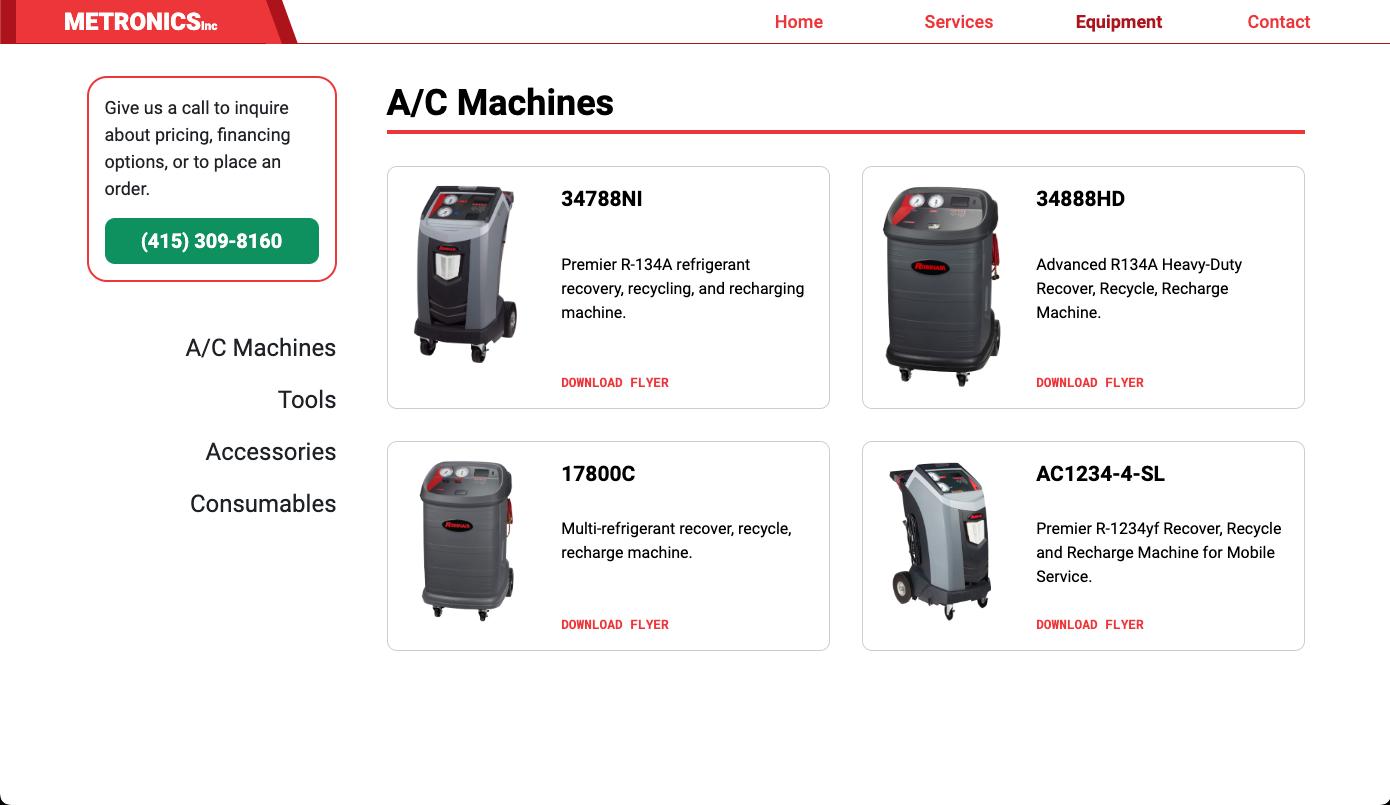 METRONICSInc
Home Services Equipment Contact
Give us a call to inquire
about pricing, financing
options, or to place an
order.
(415) 309-8160
A/C Machines
Tools
Accessories
Consumables
A/C Machines
34788NI
Premier R-134A refrigerant
recovery, recycling, and recharging
machine.
DOWNLOAD FLYER
34888HD
Advanced R134A Heavy-Duty
Recover, Recycle, Recharge
Machine.
DOWNLOAD FLYER
ROBINAIR
17800C
Multi-refrigerant recover, recycle,
recharge machine.
DOWNLOAD FLYER
ROBINAIR
AC1234-4-SL
Premier R-1234yf Recover, Recycle
and Recharge Machine for Mobile
Service.
DOWNLOAD FLYER